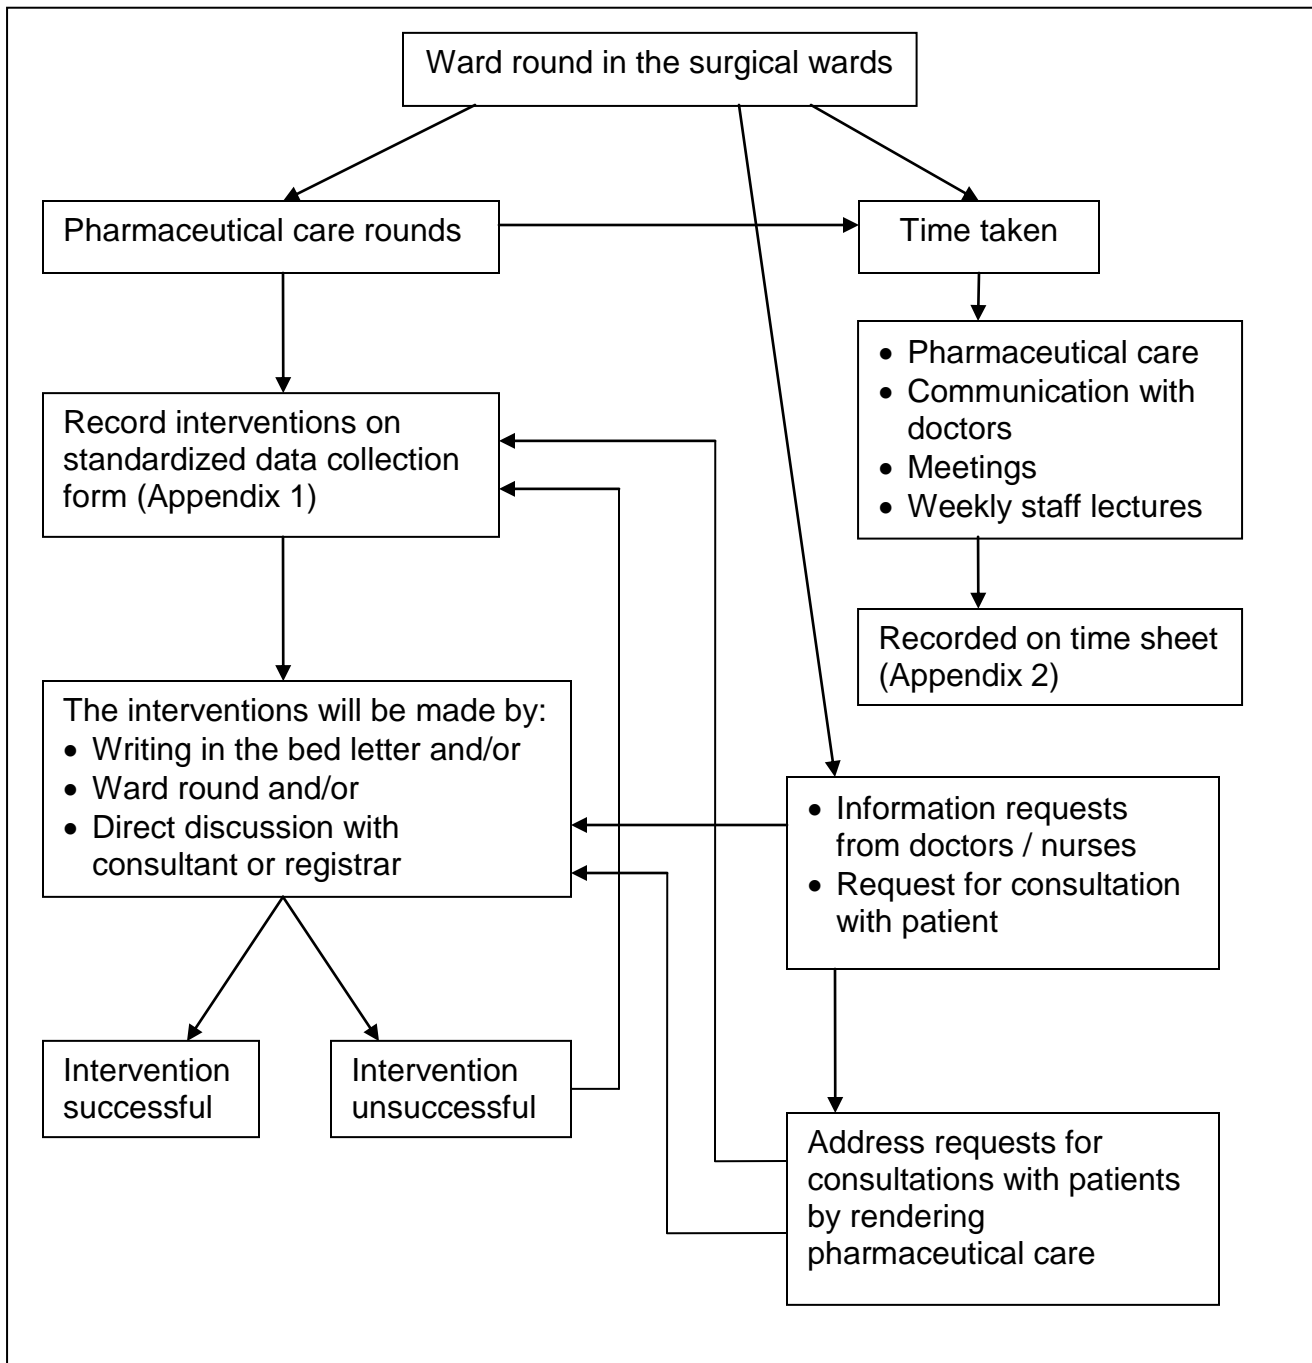 Ward round in the surgical wards
Pharmaceutical care rounds
Time taken
• Pharmaceutical care
• Communication with
doctors
• Meetings
• Weekly staff lectures
Record interventions on
standardized data collection
form (Appendix 1)
Recorded on time sheet
(Appendix 2)
The interventions will be made by:
• Writing in the bed letter and/or
• Ward round and/or
• Direct discussion with
consultant or registrar
• Information requests
from doctors / nurses
• Request for consultation
with patient
Intervention
successful
Intervention
unsuccessful
Address requests for
consultations with patients
by rendering
pharmaceutical care